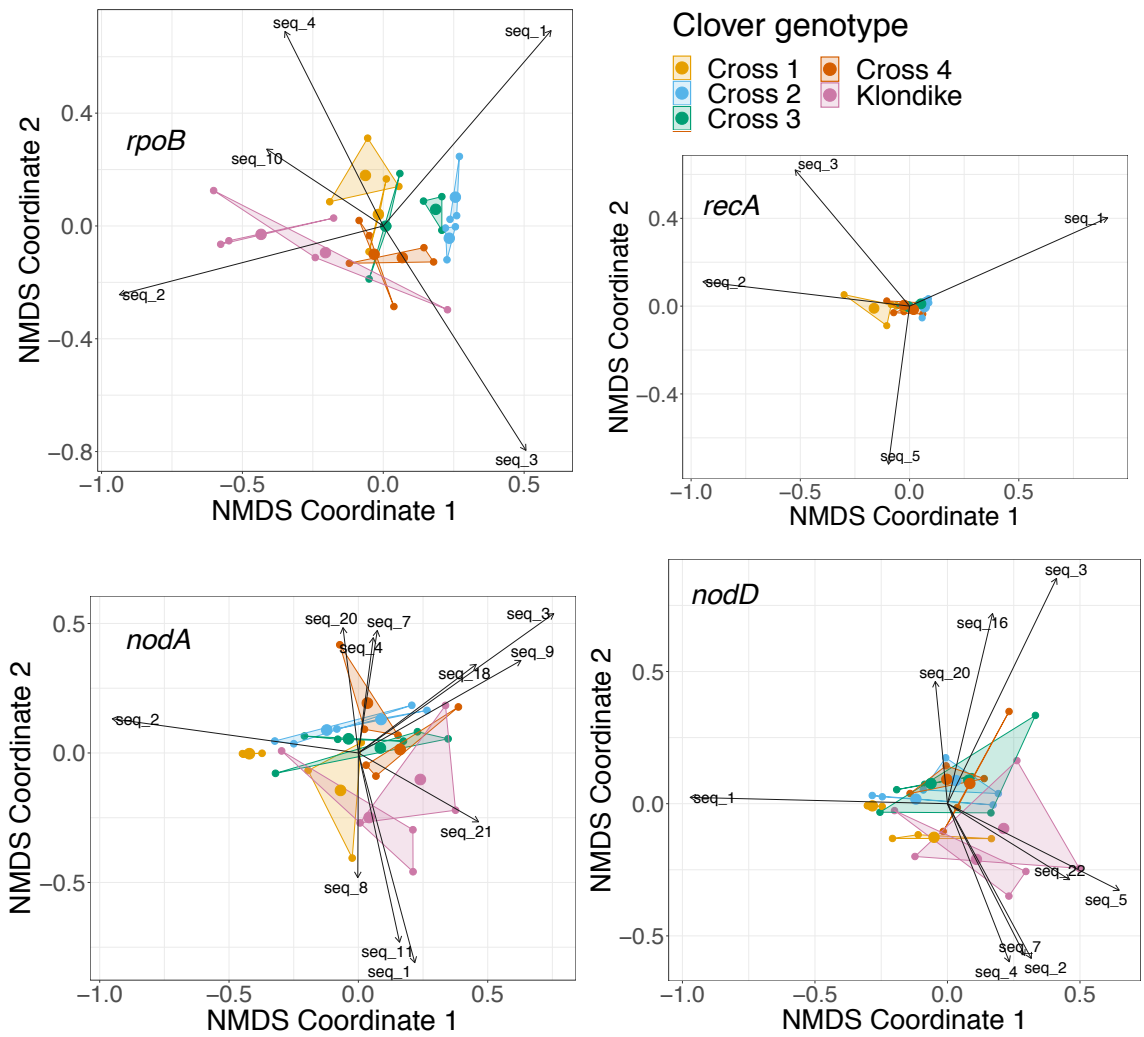 Clover genotype
Cross 1
Cross 4
Cross 2
Klondike
Cross 3
rpoB
seq_4
seq_1
seq_10
seq_2
seq_3
0.4
0.0
−0.4
−0.8
−1.0
−0.5
0.0
0.5
NMDS Coordinate 1
NMDS Coordinate 2
recA
seq_3
seq_1
seq_2
seq_5
0.4
0.0
−0.4
−1.0
−0.5
0.0
0.5
NMDS Coordinate 1
NMDS Coordinate 2
nodA
seq_20
seq_7
seq_3
seq_4
seq_9
seq_18
seq_2
seq_21
seq_8
seq_11
seq_1
0.5
0.0
−0.5
−1.0
−0.5
0.0
0.5
NMDS Coordinate 1
NMDS Coordinate 2
nodD
seq_3
seq_16
seq_20
seq_1
seq_22
seq_5
seq_7
seq_4
seq_2
0.5
0.0
−0.5
−1.0
−0.5
0.0
0.5
NMDS Coordinate 1
NMDS Coordinate 2